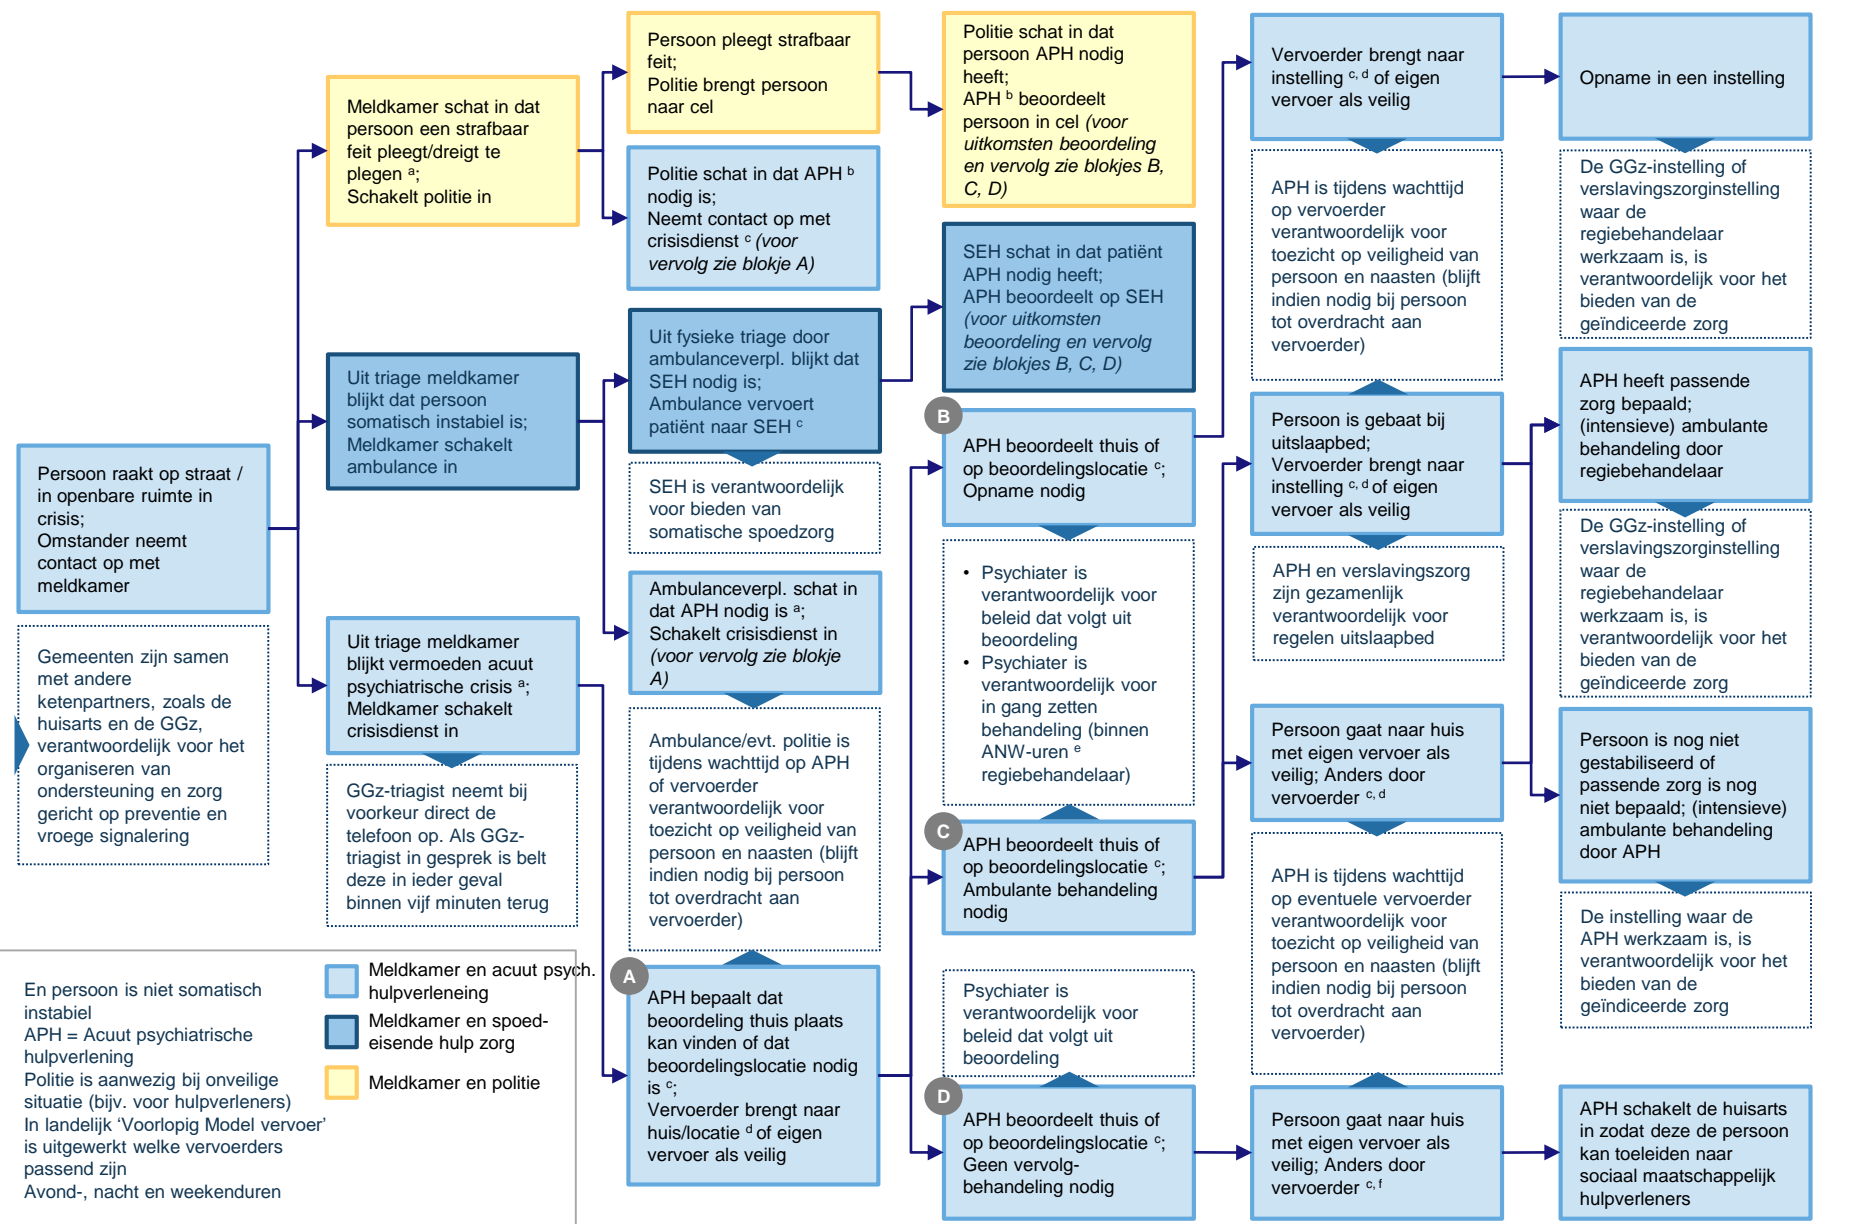 Persoon raakt op straat /
in openbare ruimte in
crisis;
Omstander neemt
contact op met
meldkamer
Gemeenten zijn samen
met andere
ketenpartners, zoals de
huisarts en de GGz,
verantwoordelijk voor het
organiseren van
ondersteuning en zorg
gericht op preventie en
vroege signalering
Meldkamer schat in dat
persoon een strafbaar
feit pleegt/dreigt te
plegen ª;
Schakelt politie in
Uit triage meldkamer
blijkt dat persoon
somatisch instabiel is;
Meldkamer schakelt
ambulance in
Uit triage meldkamer
blijkt vermoeden acuut
psychiatrische crisis ª;
Meldkamer schakelt
crisisdienst in
GGz-triagist neemt bij
voorkeur direct de
telefoon op. Als GGz-
triagist in gesprek is belt
deze in ieder geval
binnen vijf minuten terug
Persoon pleegt strafbaar
feit;
Politie brengt persoon
naar cel
Politie schat in dat APH ᵇ
nodig is;
Neemt contact op met
crisisdienst ᶜ (voor
vervolg zie blokje A)
Uit fysieke triage door
ambulanceverpl. blijkt dat
SEH nodig is;
Ambulance vervoert
patiënt naar SEH ᶜ
SEH is verantwoordelijk
voor bieden van
somatische spoedzorg
Ambulanceverpl. schat in
dat APH nodig is ª;
Schakelt crisisdienst in
(voor vervolg zie blokje
A)
Ambulance/evt. politie is
tijdens wachttijd op APH
of vervoerder
verantwoordelijk voor
toezicht op veiligheid van
persoon en naasten (blijft
indien nodig bij persoon
tot overdracht aan
vervoerder)
A
APH bepaalt dat
beoordeling thuis plaats
kan vinden of dat
beoordelingslocatie nodig
is ᶜ;
Vervoerder brengt naar
huis/locatie ᵈ of eigen
vervoer als veilig
Politie schat in dat
persoon APH nodig
heeft;
APH ᵇ beoordeelt
persoon in cel (voor
uitkomsten beoordeling
en vervolg zie blokjes B,
C, D)
SEH schat in dat patiënt
APH nodig heeft;
APH beoordeelt op SEH
(voor uitkomsten
beoordeling en vervolg
zie blokjes B, C, D)
B
APH beoordeelt thuis of
op beoordelingslocatie ᶜ;
Opname nodig
• Psychiater is
verantwoordelijk voor
beleid dat volgt uit
beoordeling
• Psychiater is
verantwoordelijk voor
in gang zetten
behandeling (binnen
ANW-uren ᵉ
regiebehandelaar)
C
APH beoordeelt thuis of
op beoordelingslocatie ᶜ;
Ambulante behandeling
nodig
Psychiater is
verantwoordelijk voor
beleid dat volgt uit
beoordeling
D
APH beoordeelt thuis of
op beoordelingslocatie ᶜ;
Geen vervolg-
behandeling nodig
Vervoerder brengt naar
instelling ᶜ, ᵈ of eigen
vervoer als veilig
APH is tijdens wachttijd
op vervoerder
verantwoordelijk voor
toezicht op veiligheid van
persoon en naasten (blijft
indien nodig bij persoon
tot overdracht aan
vervoerder)
Persoon is gebaat bij
uitslaapbed;
Vervoerder brengt naar
instelling ᶜ, ᵈ of eigen
vervoer als veilig
APH en verslavingszorg
zijn gezamenlijk
verantwoordelijk voor
regelen uitslaapbed
Persoon gaat naar huis
met eigen vervoer als
veilig; Anders door
vervoerder ᶜ, ᵈ
APH is tijdens wachttijd
op eventuele vervoerder
verantwoordelijk voor
toezicht op veiligheid van
persoon en naasten (blijft
indien nodig bij persoon
tot overdracht aan
vervoerder)
Persoon gaat naar huis
met eigen vervoer als
veilig; Anders door
vervoerder ᶜ, ᶠ
Opname in een instelling
De GGz-instelling of
verslavingszorginstelling
waar de
regiebehandelaar
werkzaam is, is
verantwoordelijk voor het
bieden van de
geïndiceerde zorg
APH heeft passende
zorg bepaald;
(intensieve) ambulante
behandeling door
regiebehandelaar
De GGz-instelling of
verslavingszorginstelling
waar de
regiebehandelaar
werkzaam is, is
verantwoordelijk voor het
bieden van de
geïndiceerde zorg
Persoon is nog niet
gestabiliseerd of
passende zorg is nog
niet bepaald; (intensieve)
ambulante behandeling
door APH
De instelling waar de
APH werkzaam is, is
verantwoordelijk voor het
bieden van de
geïndiceerde zorg
APH schakelt de huisarts
in zodat deze de persoon
kan toeleiden naar
sociaal maatschappelijk
hulpverleners
En persoon is niet somatisch
instabiel
APH = Acuut psychiatrische
hulpverlening
Politie is aanwezig bij onveilige
situatie (bijv. voor hulpverleners)
In landelijk ‘Voorlopig Model vervoer’
is uitgewerkt welke vervoerders
passend zijn
Avond-, nacht en weekenduren
Meldkamer en acuut psych.
hulpverleneing
Meldkamer en spoed-
eisende hulp zorg
Meldkamer en politie